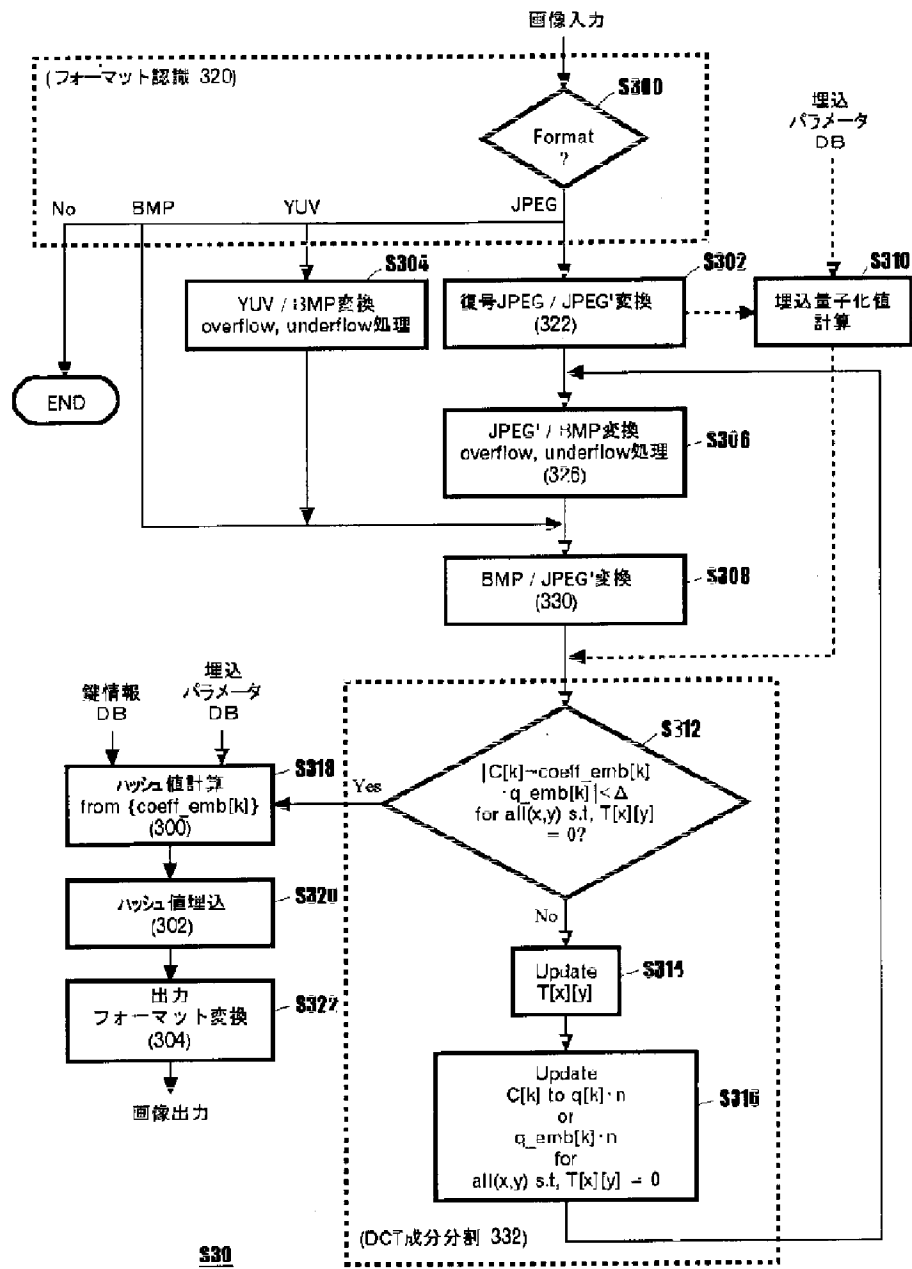 画像入力
(フォーマット認識 320)
S300
Format
?
埋込
パラメータ
DB
No
BMP
YUV
JPEG
S304
YUV / BMP変換
overflow, underflow処理
S302
復号JPEG / JPEG'変換
(322)
S310
埋込量子化値
計算
END
S306
JPEG' / BMP変換
overflow, underflow処理
(326)
S308
BMP / JPEG'変換
(330)
鍵情報
DB
埋込
パラメータ
DB
S318
ハッシュ値計算
from {coeff_emb[k]}
(300)
Yes
S312
|C[k]−coeff_emb[k]
·q_emb[k]|<Δ
for all(x,y) s.t, T[x][y]
= 0?
S320
ハッシュ値埋込
(302)
No
S314
Update
T[x][y]
S322
出力
フォーマット変換
(304)
画像出力
S316
Update
C[k] to q[k]·n
or
q_emb[k]·n
for
all(x,y) s.t, T[x][y] = 0
(DCT成分分割 332)
S30